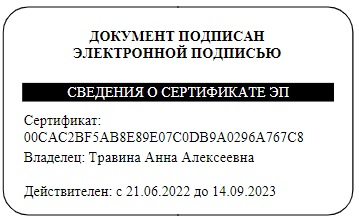 ДОКУМЕНТ ПОДПИСАН
ЭЛЕКТРОННОЙ ПОДПИСЬЮ
СВЕДЕНИЯ О СЕРТИФИКАТЕ ЭП
Сертификат:
00CAC2BF5AB8E89E07C0DB9A0296A767C8
Владелец: Травина Анна Алексеевна
Действителен: с 21.06.2022 до 14.09.2023